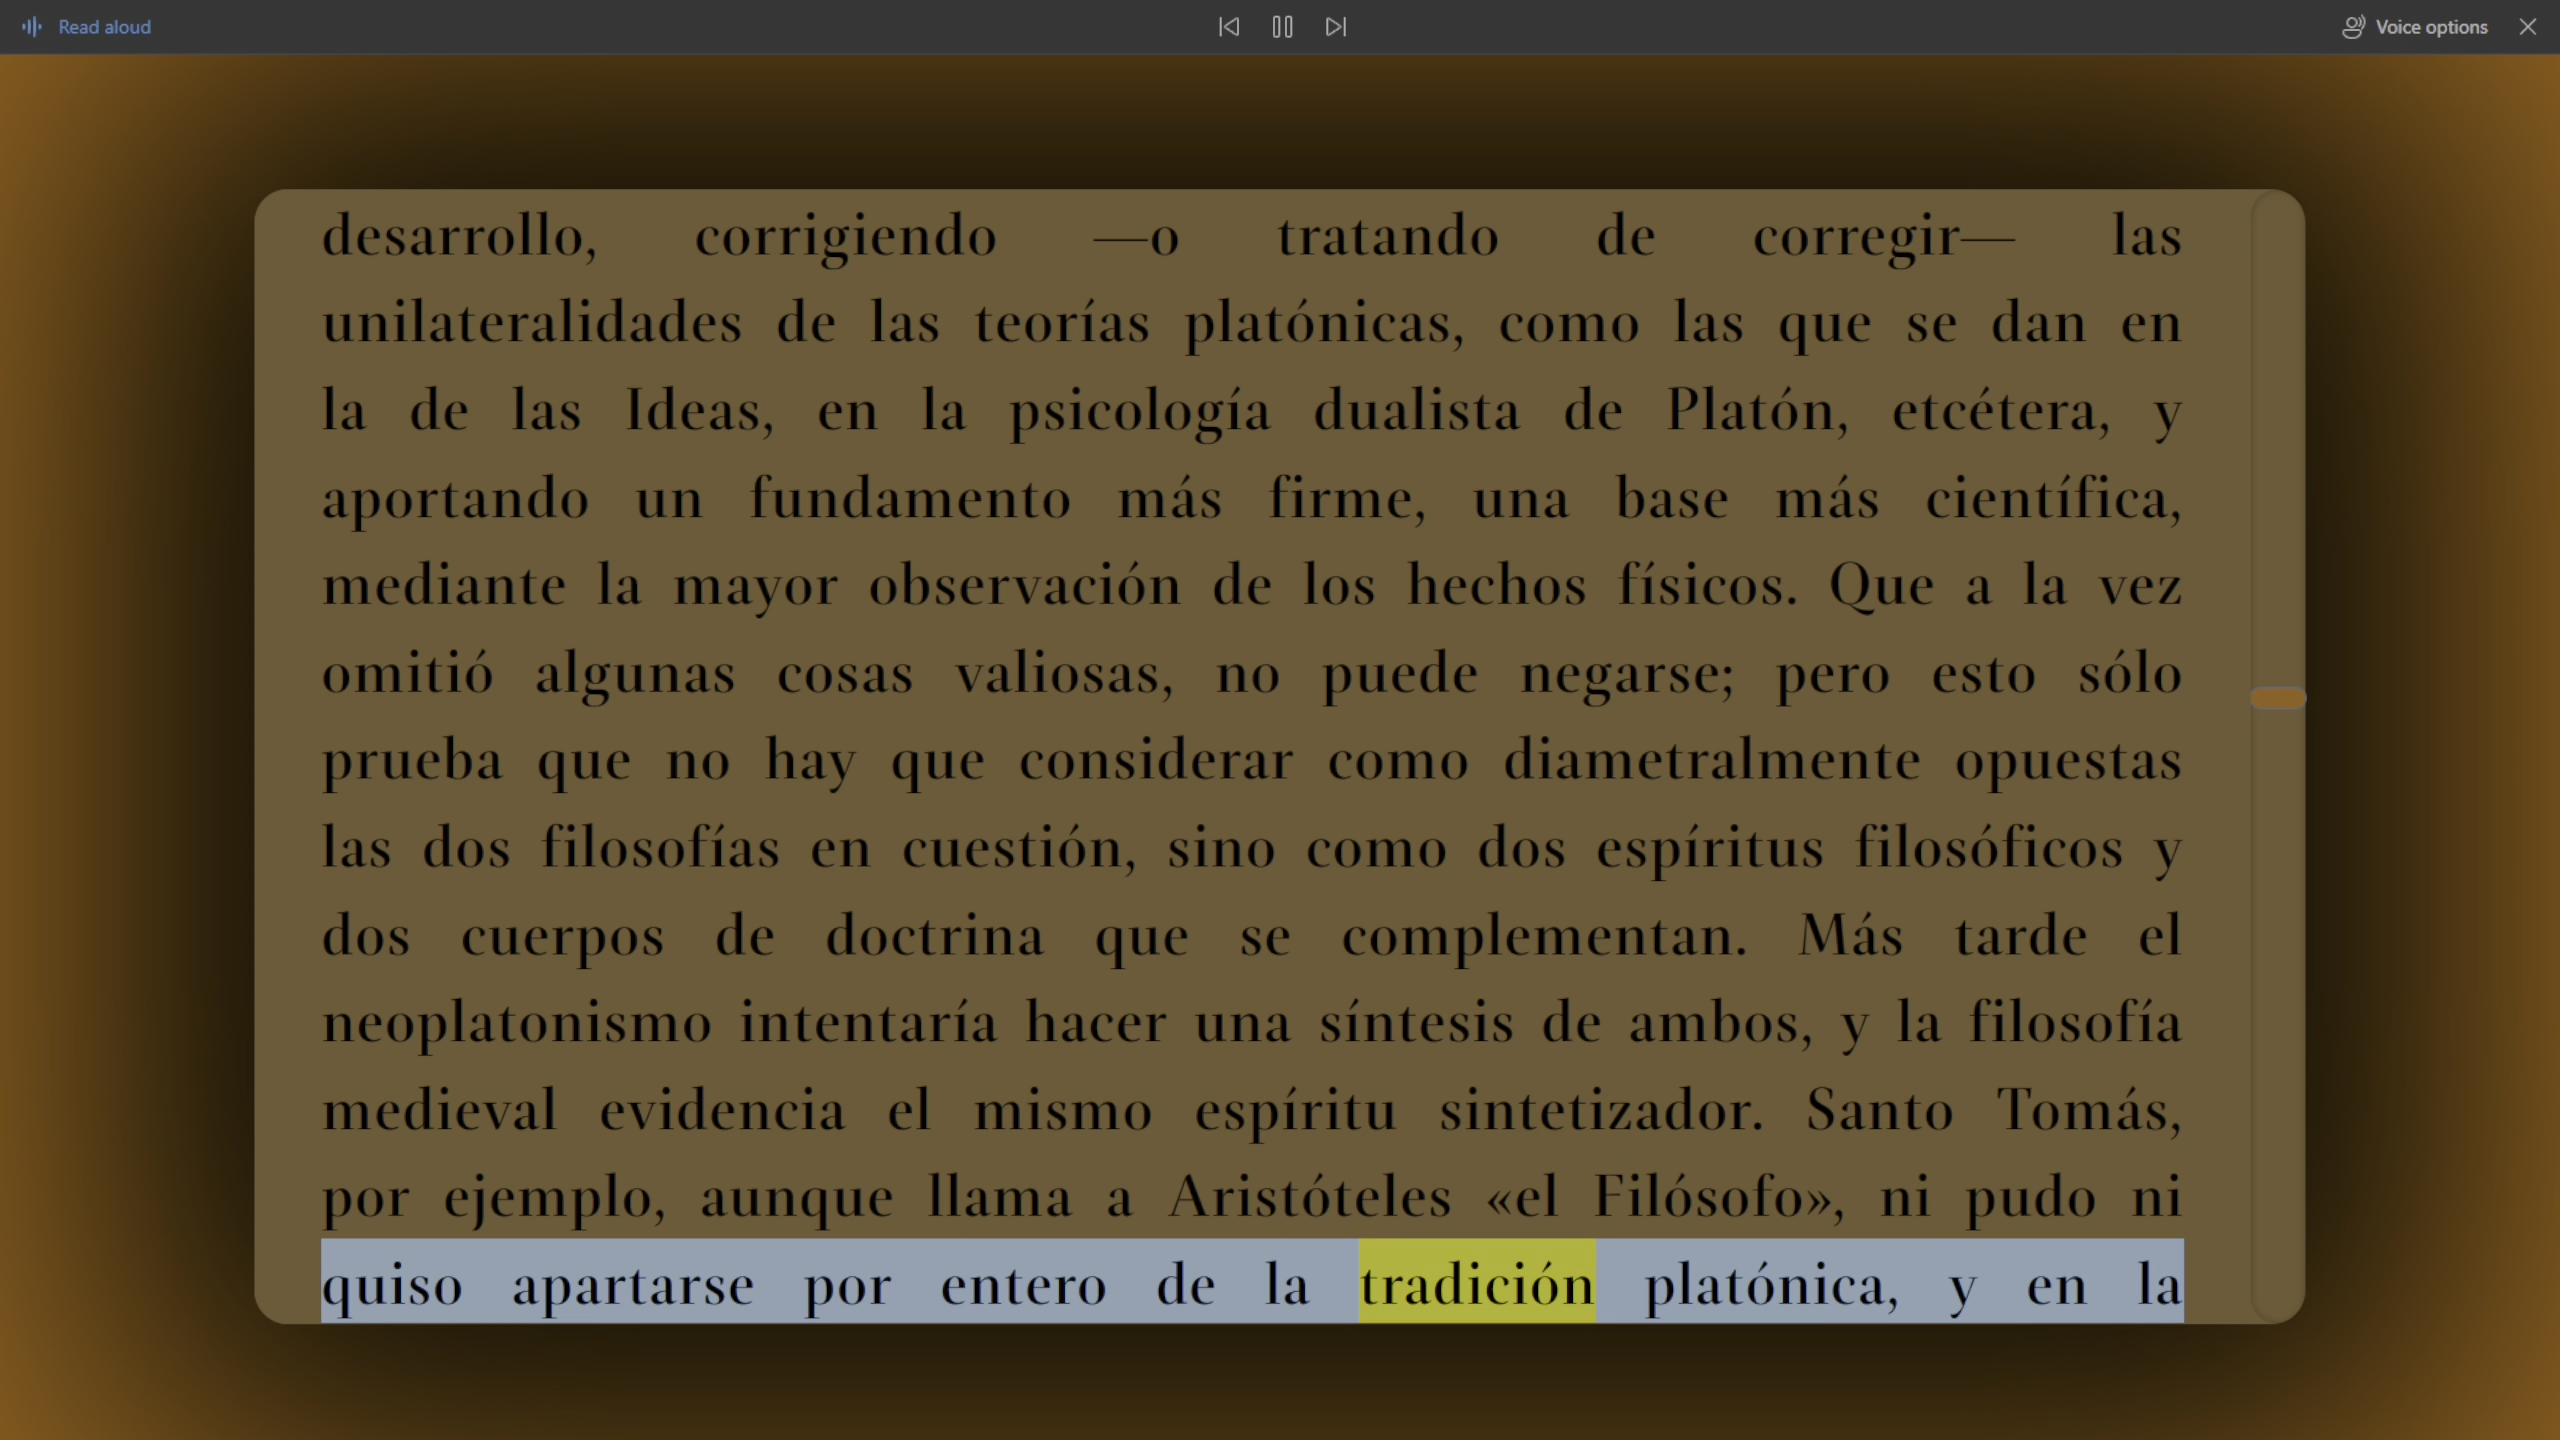 Read aloud
Voice options
desarrollo, corrigiendo —o tratando de corregir— las
unilateralidades de las teorías platónicas, como las que se dan en
la de las Ideas, en la psicología dualista de Platón, etcétera, y
aportando un fundamento más firme, una base más científica,
mediante la mayor observación de los hechos físicos. Que a la vez
omitió algunas cosas valiosas, no puede negarse; pero esto sólo
prueba que no hay que considerar como diametralmente opuestas
las dos filosofías en cuestión, sino como dos espíritus filosóficos y
dos cuerpos de doctrina que se complementan. Más tarde el
neoplatonismo intentaría hacer una síntesis de ambos, y la filosofía
medieval evidencia el mismo espíritu sintetizador. Santo Tomás,
por ejemplo, aunque llama a Aristóteles «el Filósofo», ni pudo ni
quiso apartarse por entero de la tradición platónica, y en la